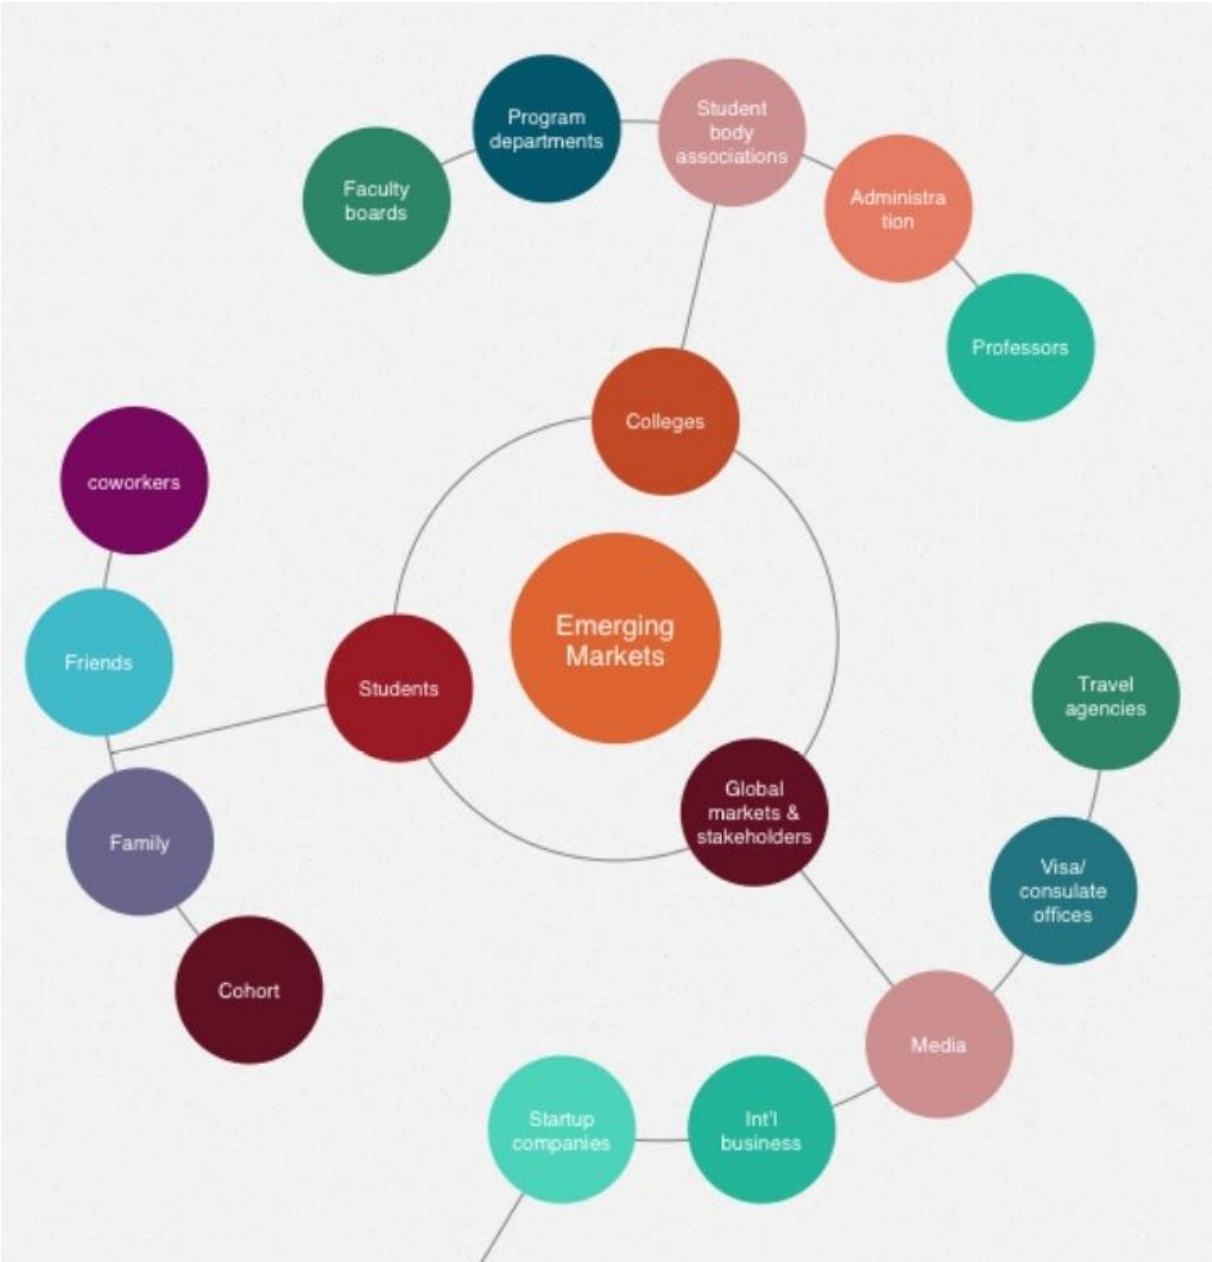 Program
departments
Student
body
associations
Faculty
boards
Administra
tion
Professors
Colleges
coworkers
Emerging
Markets
Friends
Students
Travel
agencies
Global
markets &
stakeholders
Family
Visa/
consulate
offices
Cohort
Media
Startup
companies
Int'l
business